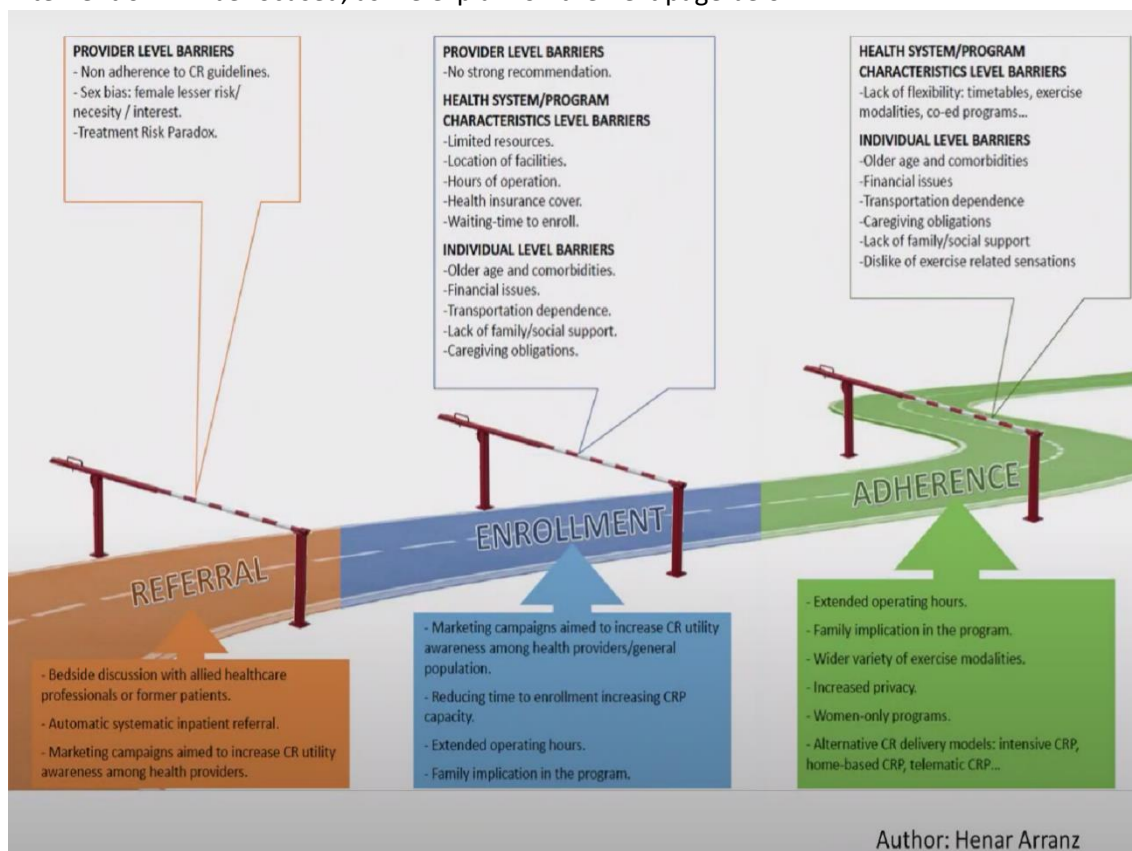 PROVIDER LEVEL BARRIERS
- Non adherence to CR guidelines.
- Sex bias: female lesser risk/
necesity / interest.
-Treatment Risk Paradox.
PROVIDER LEVEL BARRIERS
-No strong recommendation.
HEALTH SYSTEM/PROGRAM
CHARACTERISTICS LEVEL BARRIERS
-Limited resources.
-Location of facilities.
-Hours of operation.
-Health insurance cover.
-Waiting-time to enroll.
INDIVIDUAL LEVEL BARRIERS
-Older age and comorbidities.
-Financial issues.
-Transportation dependence.
-Lack of family/social support.
-Caregiving obligations.
HEALTH SYSTEM/PROGRAM
CHARACTERISTICS LEVEL BARRIERS
-Lack of flexibility: timetables, exercise
modalities, co-ed programs...
INDIVIDUAL LEVEL BARRIERS
-Older age and comorbidities
-Financial issues
-Transportation dependence
-Caregiving obligations
-Lack of family/social support
-Dislike of exercise related sensations
REFERRAL
ENROLLMENT
ADHERENCE
- Bedside discussion with allied healthcare
professionals or former patients.
- Automatic systematic inpatient referral.
- Marketing campaigns aimed to increase CR utility
awareness among health providers.
- Marketing campaigns aimed to increase CR utility
awareness among health providers/general
population.
- Reducing time to enrollment increasing CRP
capacity.
- Extended operating hours.
- Family implication in the program.
- Extended operating hours.
- Family implication in the program.
- Wider variety of exercise modalities.
- Increased privacy.
- Women-only programs.
- Alternative CR delivery models: intensive CRP,
home-based CRP, telematic CRP...
Author: Henar Arranz